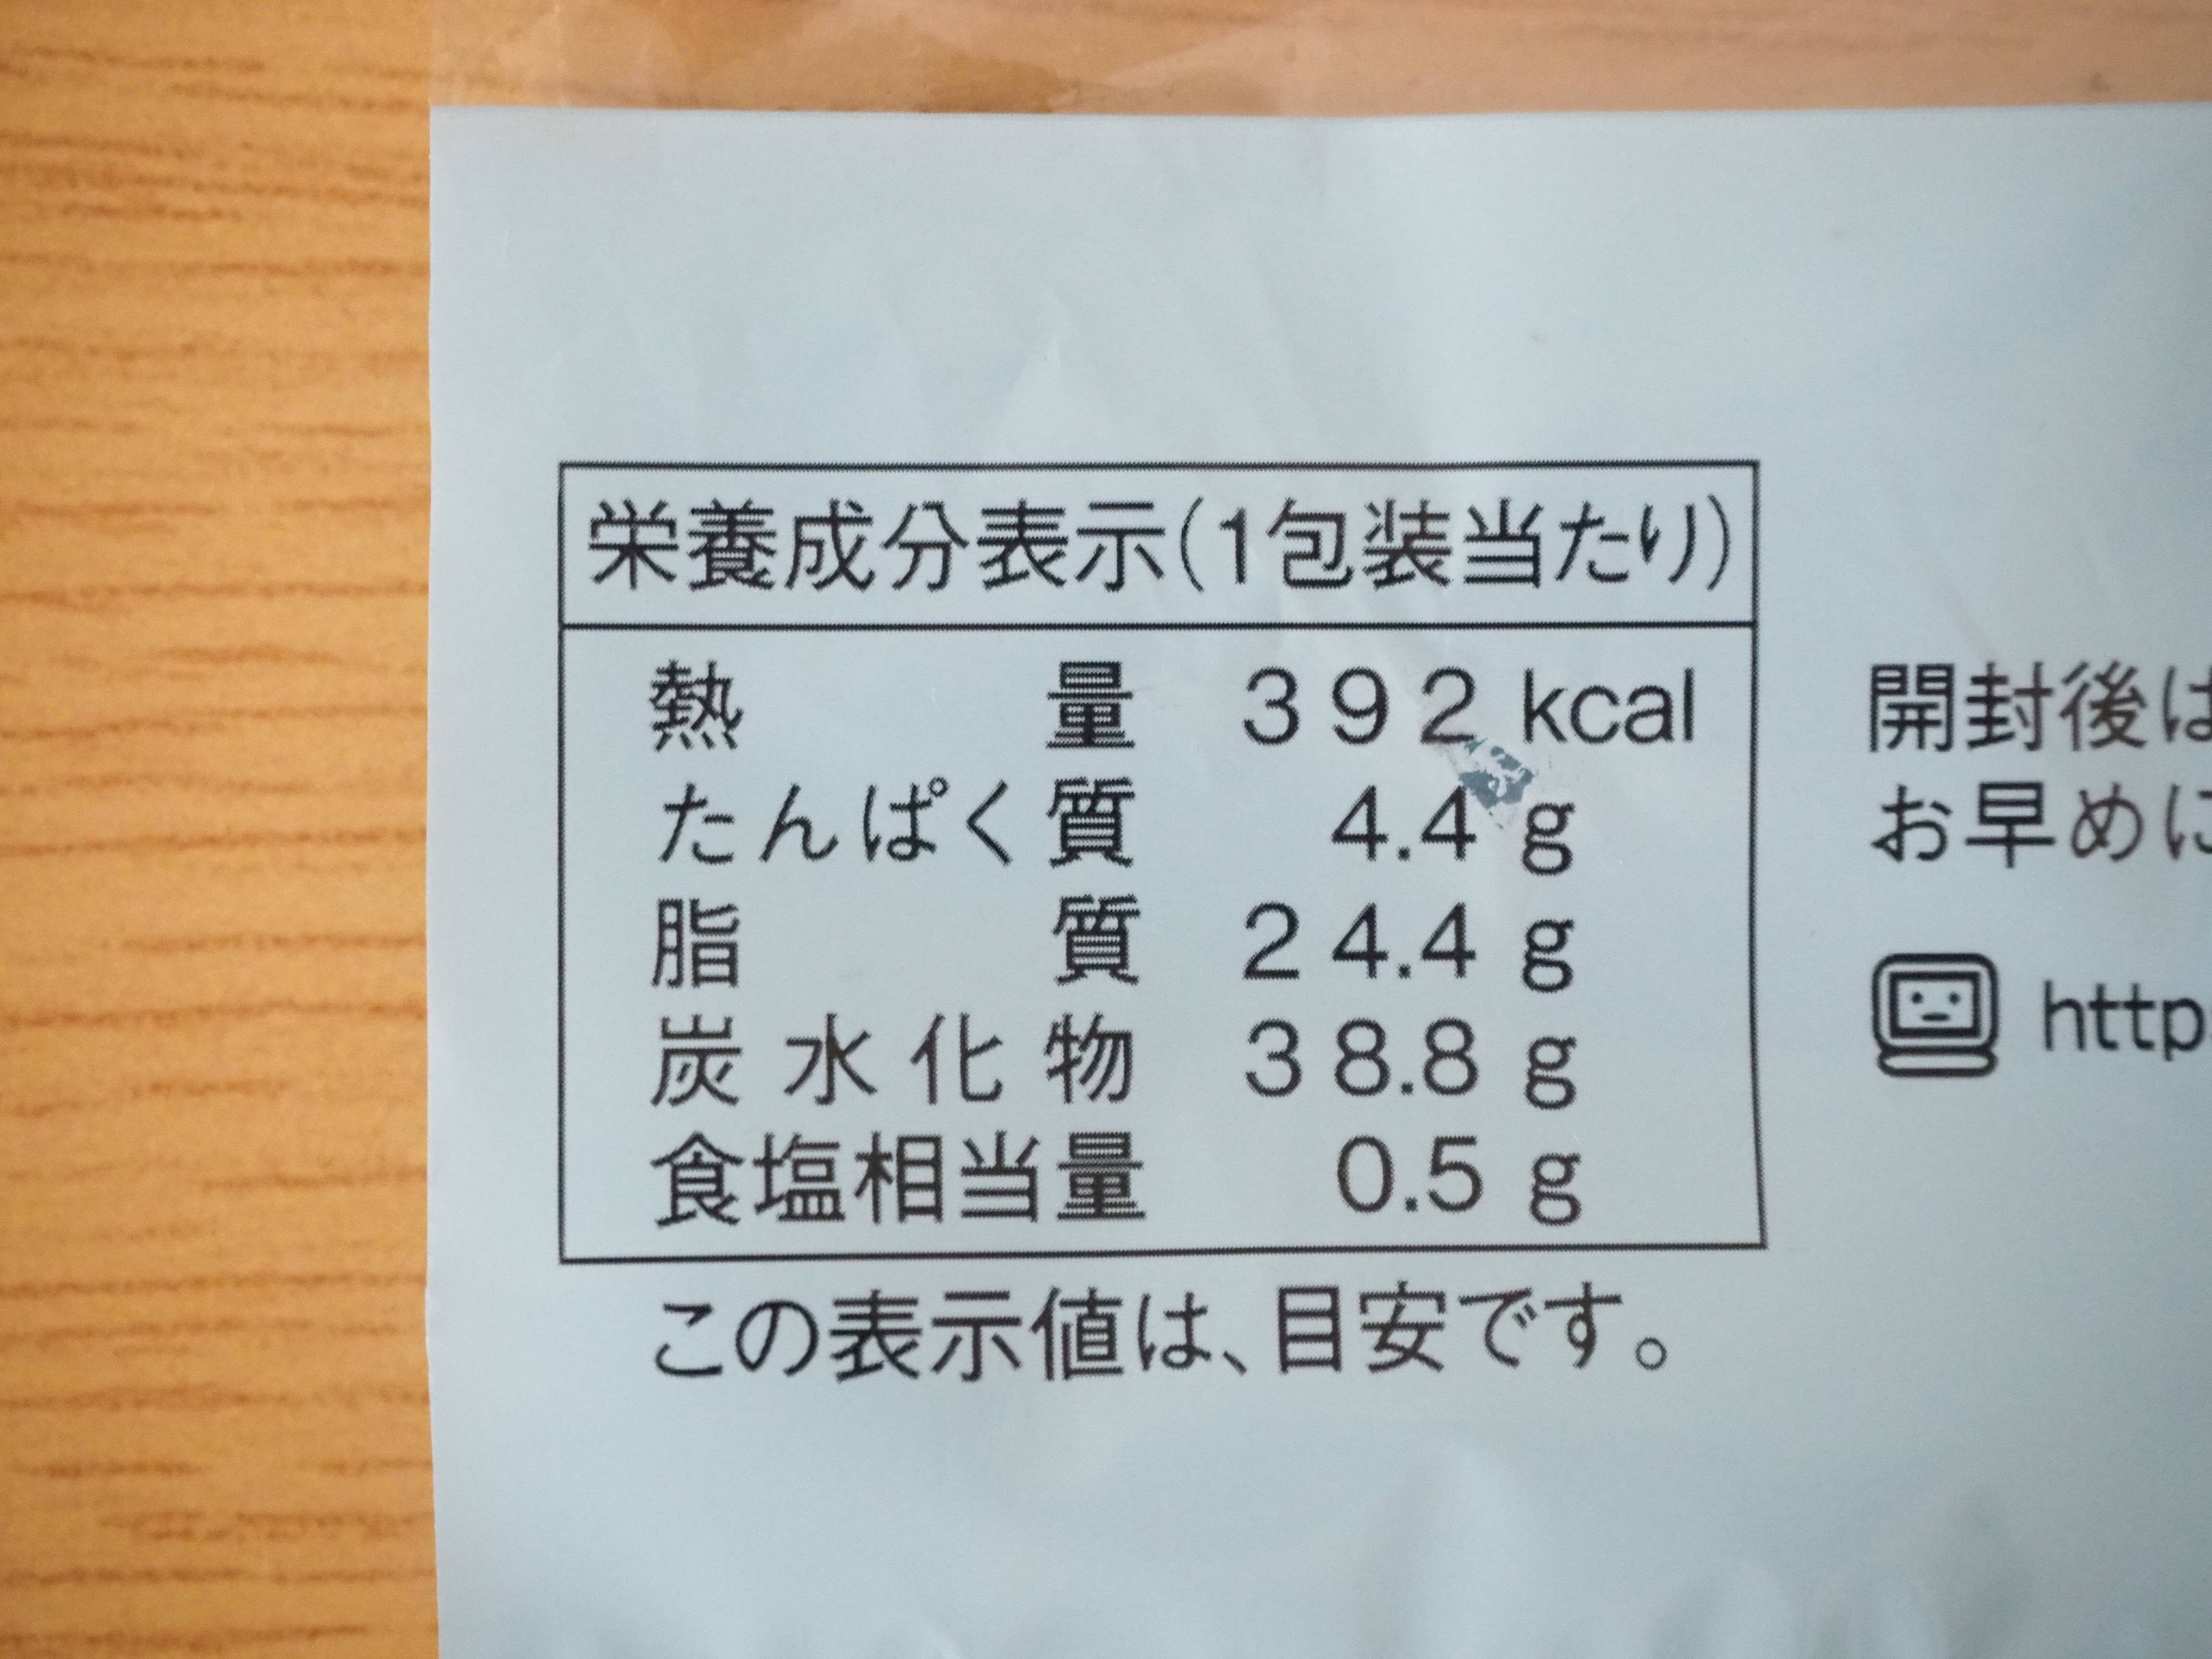 栄養成分表示(1包装当たり)
熱量 392 kcal
たんぱく質 4.4 g
脂質 24.4 g
炭水化物 38.8 g
食塩相当量 0.5 g
この表示値は、目安です。
開封後は
お早めに
http